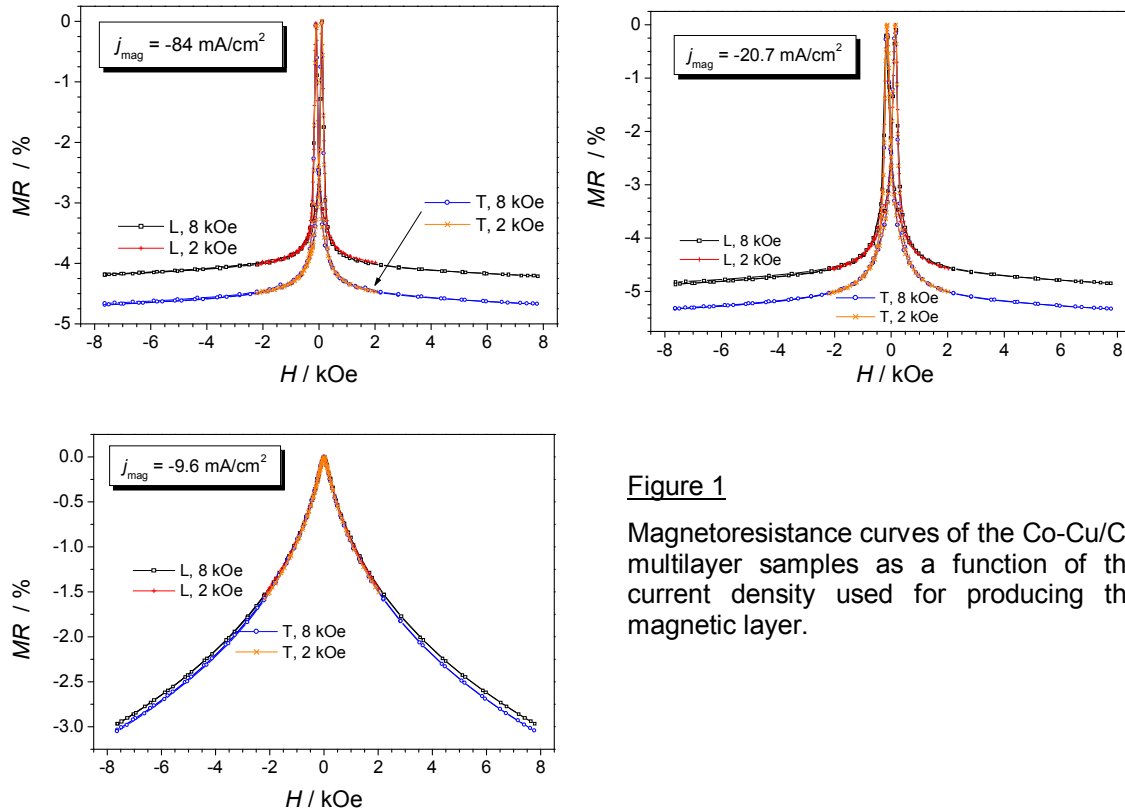 j mag = -84 mA/cm²
0
-1
-2
-3
-4
-5
MR / %
L, 8 kOe
L, 2 kOe
T, 8 kOe
T, 2 kOe
-8 -6 -4 -2 0 2 4 6 8
H / kOe
j mag = -20.7 mA/cm²
0
-1
-2
-3
-4
-5
MR / %
L, 8 kOe
L, 2 kOe
T, 8 kOe
T, 2 kOe
-8 -6 -4 -2 0 2 4 6 8
H / kOe
j mag = -9.6 mA/cm²
0.0
-0.5
-1.0
-1.5
-2.0
-2.5
-3.0
MR / %
L, 8 kOe
L, 2 kOe
T, 8 kOe
T, 2 kOe
-8 -6 -4 -2 0 2 4 6 8
H / kOe
Figure 1
Magnetoresistance curves of the Co-Cu/C
multilayer samples as a function of th
current density used for producing th
magnetic layer.